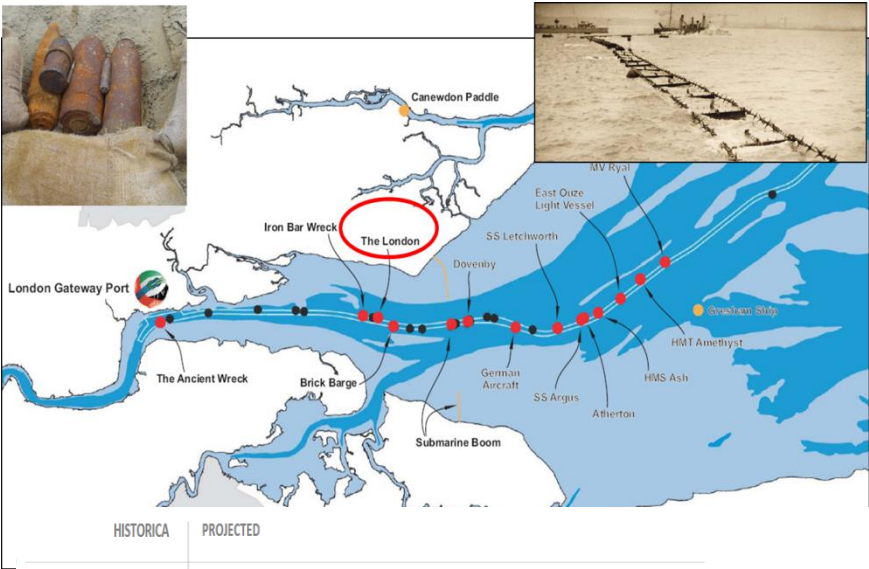 Canewdon Paddle
MV Ryal
East Ouze
Light Vessel
Iron Bar Wreck
The London
SS Letchworth
Dovenby
London Gateway Port
Gresham Ship
The Ancient Wreck
Brick Barge
German
Aircraft
SS Argus
Atherton
HMS Ash
HMT Amethyst
Submarine Boom
HISTORICA
PROJECTED